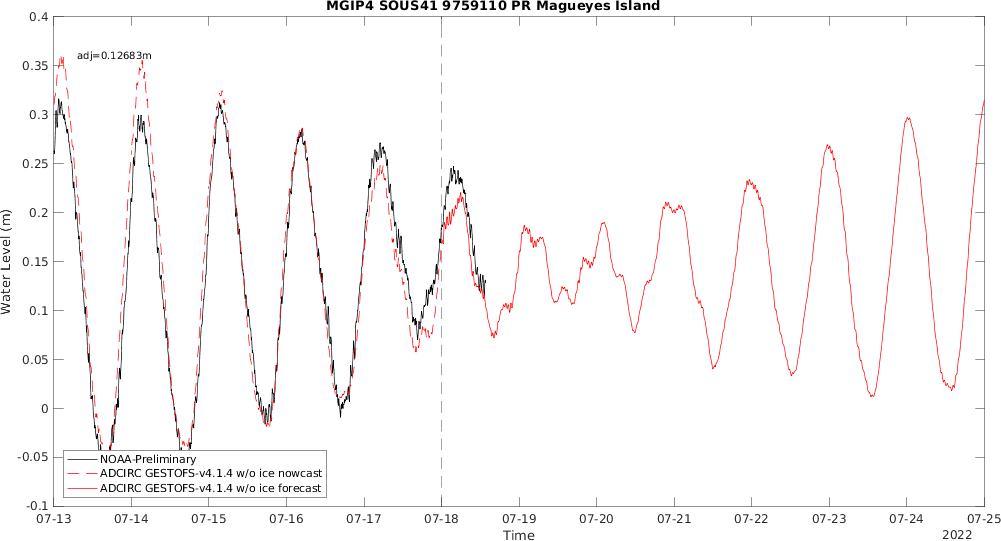 MGIP4 SOUS41 9759110 PR Magueyes Island
adj=0.12683m
0.4
0.35
0.3
0.25
0.2
0.15
0.1
0.05
0
-0.05
-0.1
Water Level (m)
NOAA-Preliminary
ADCIRC GESTOFS-v4.1.4 w/o ice nowcast
ADCIRC GESTOFS-v4.1.4 w/o ice forecast
07-13 07-14 07-15 07-16 07-17 07-18 07-19 07-20 07-21 07-22 07-23 07-24 07-25
Time
2022